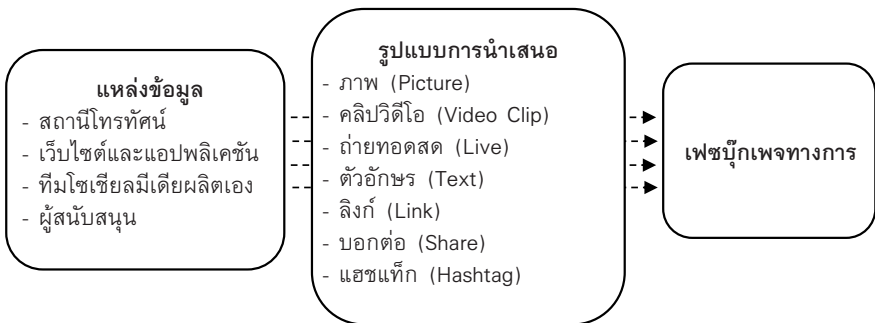 แหล่งข้อมูล
- สถานีโทรทัศน์
- เว็บไซต์และแอปพลิเคชัน
- ทีมโซเชียลมีเดียผลิตเอง
- ผู้สนับสนุน
รูปแบบการนำเสนอ
- ภาพ (Picture)
- คลิปวิดีโอ (Video Clip)
- ถ่ายทอดสด (Live)
- ตัวอักษร (Text)
- ลิงก์ (Link)
- บอกต่อ (Share)
- แฮชแท็ก (Hashtag)
เฟซบุ๊กเพจทางการ